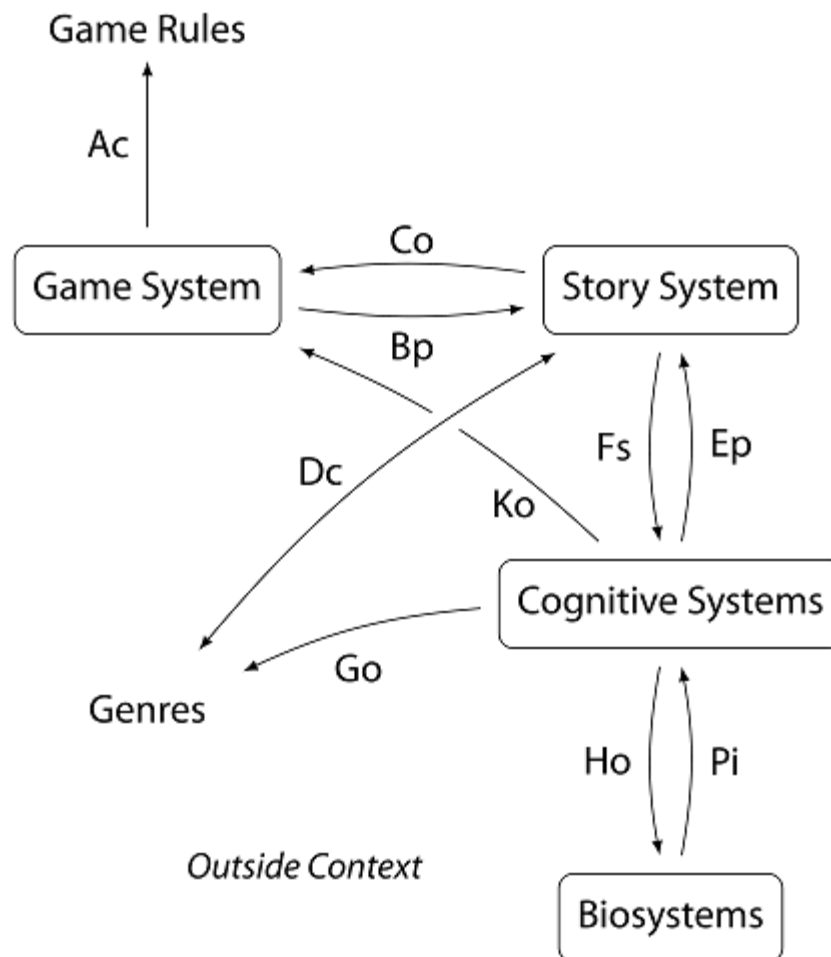 Game Rules
Ac
Co
Game System
Story System
Bp
Fs
Ep
Dc
Ko
Cognitive Systems
Go
Genres
Ho
Pi
Outside Context
Biosystems